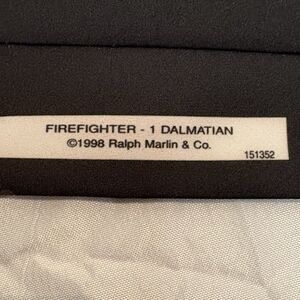 FIREFIGHTER - 1 DALMATIAN
©1998 Ralph Marlin & Co.
151352